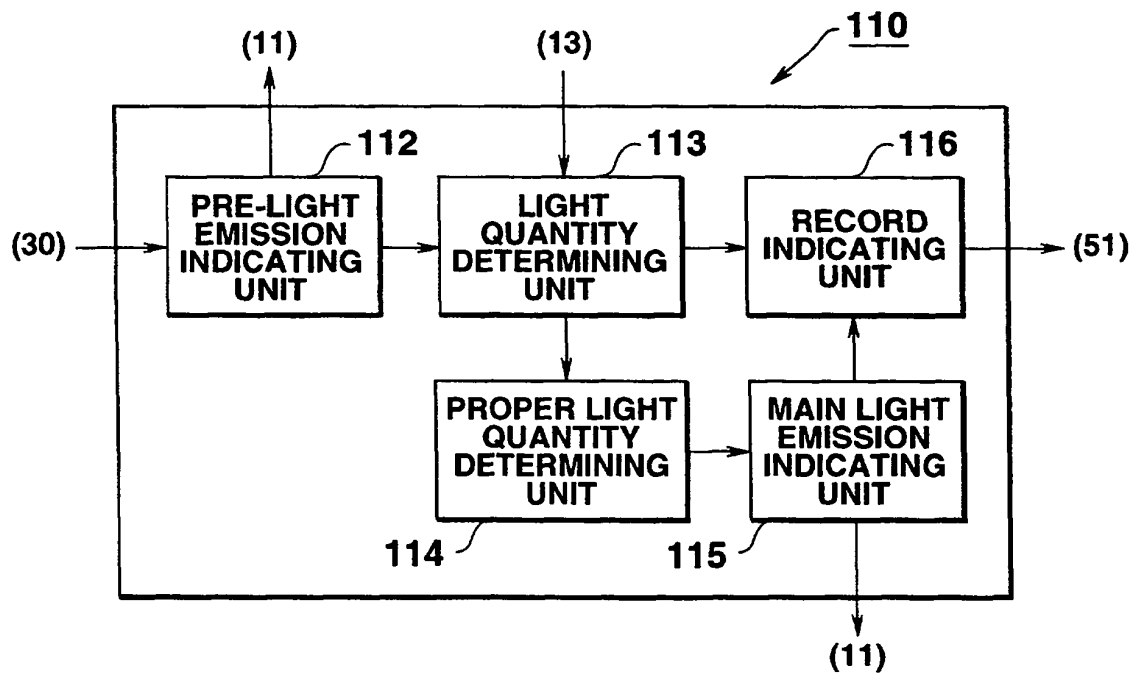 110
(11)
(13)
112
113
116
(30)
PRE-LIGHT
EMISSION
INDICATING
UNIT
LIGHT
QUANTITY
DETERMINING
UNIT
RECORD
INDICATING
UNIT
(51)
PROPER LIGHT
QUANTITY
DETERMINING
UNIT
MAIN LIGHT
EMISSION
INDICATING
UNIT
114
115
(11)